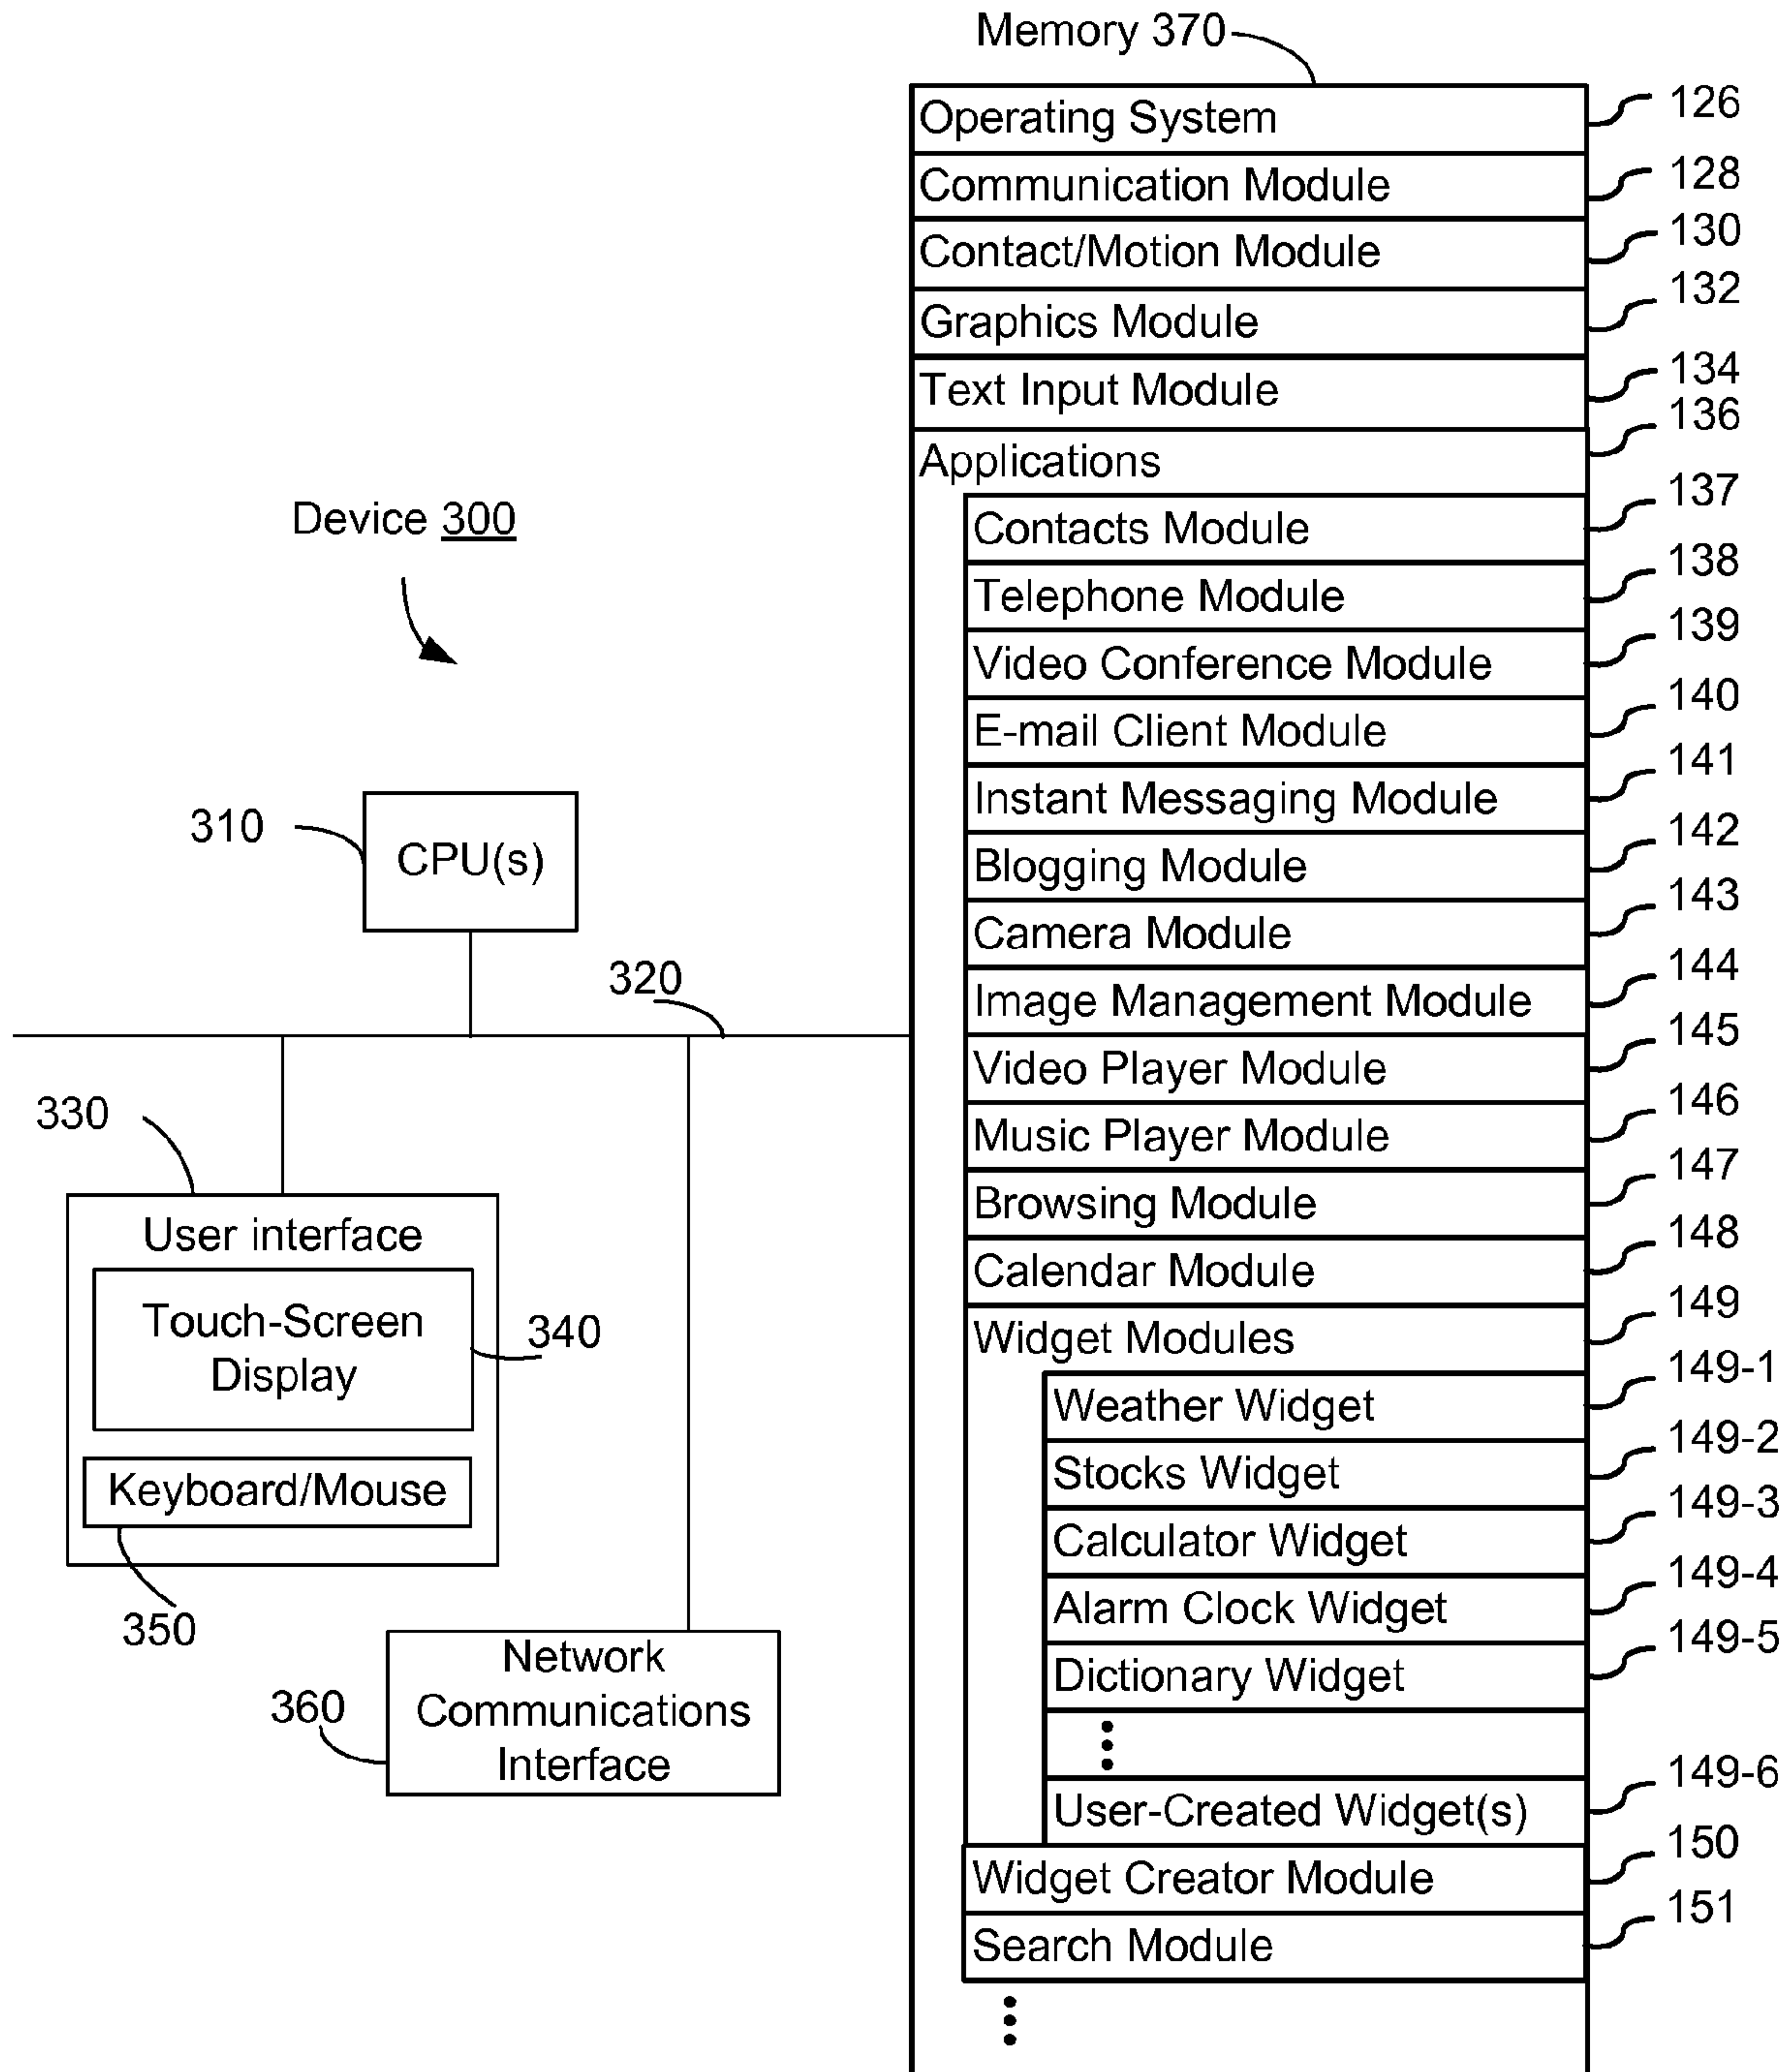 Memory 370
Operating System 126
Communication Module 128
Contact/Motion Module 130
Graphics Module 132
Text Input Module 134
Applications 136
Contacts Module 137
Telephone Module 138
Video Conference Module 139
E-mail Client Module 140
Instant Messaging Module 141
Blogging Module 142
Camera Module 143
Image Management Module 144
Video Player Module 145
Music Player Module 146
Browsing Module 147
Calendar Module 148
Widget Modules 149
Weather Widget 149-1
Stocks Widget 149-2
Calculator Widget 149-3
Alarm Clock Widget 149-4
Dictionary Widget 149-5
User-Created Widget(s) 149-6
Widget Creator Module 150
Search Module 151
Device 300
310
CPU(s)
320
330
User interface
Touch-Screen
Display
340
Keyboard/Mouse
350
360
Network
Communications
Interface